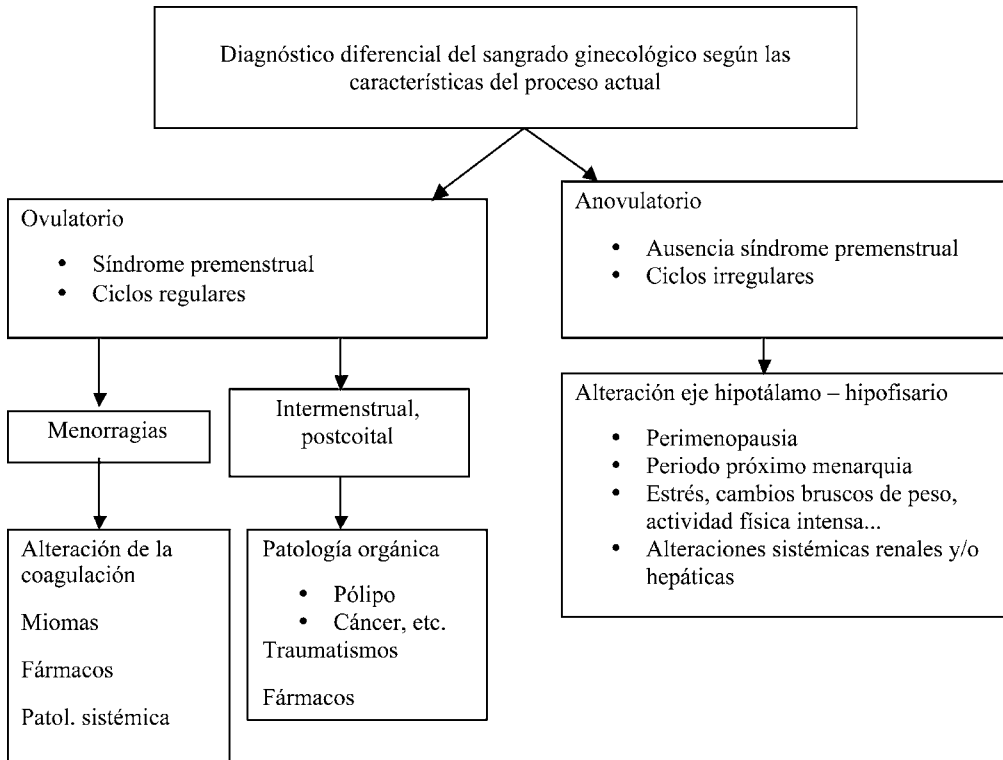 Diagnóstico diferencial del sangrado ginecológico según las
características del proceso actual
Ovulatorio
• Síndrome premenstrual
• Ciclos regulares
Anovulatorio
• Ausencia síndrome premenstrual
• Ciclos irregulares
Menorragias
Intermenstrual,
postcoital
Alteración de la
coagulación
Miomas
Fármacos
Patol. sistémica
Patología orgánica
• Pólipo
• Cáncer, etc.
Traumatismos
Fármacos
Alteración eje hipotálamo – hipofisario
• Perimenopausia
• Periodo próximo menarquia
• Estrés, cambios bruscos de peso,
actividad física intensa...
• Alteraciones sistémicas renales y/o
hepáticas